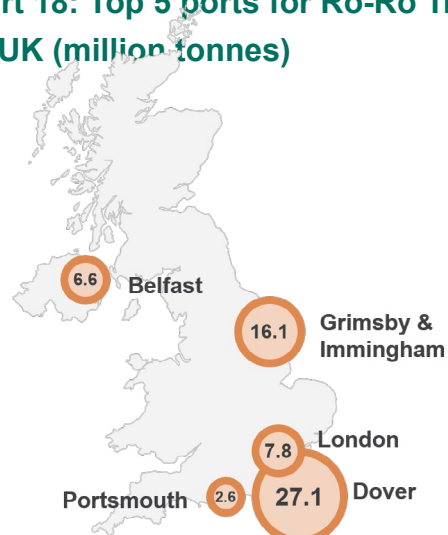 rt 18: Top 5 ports for Ro-Ro
UK (million tonnes)
6.6
Belfast
16.1
Grimsby &
Immingham
7.8
London
Portsmouth
2.6
27.1
Dover